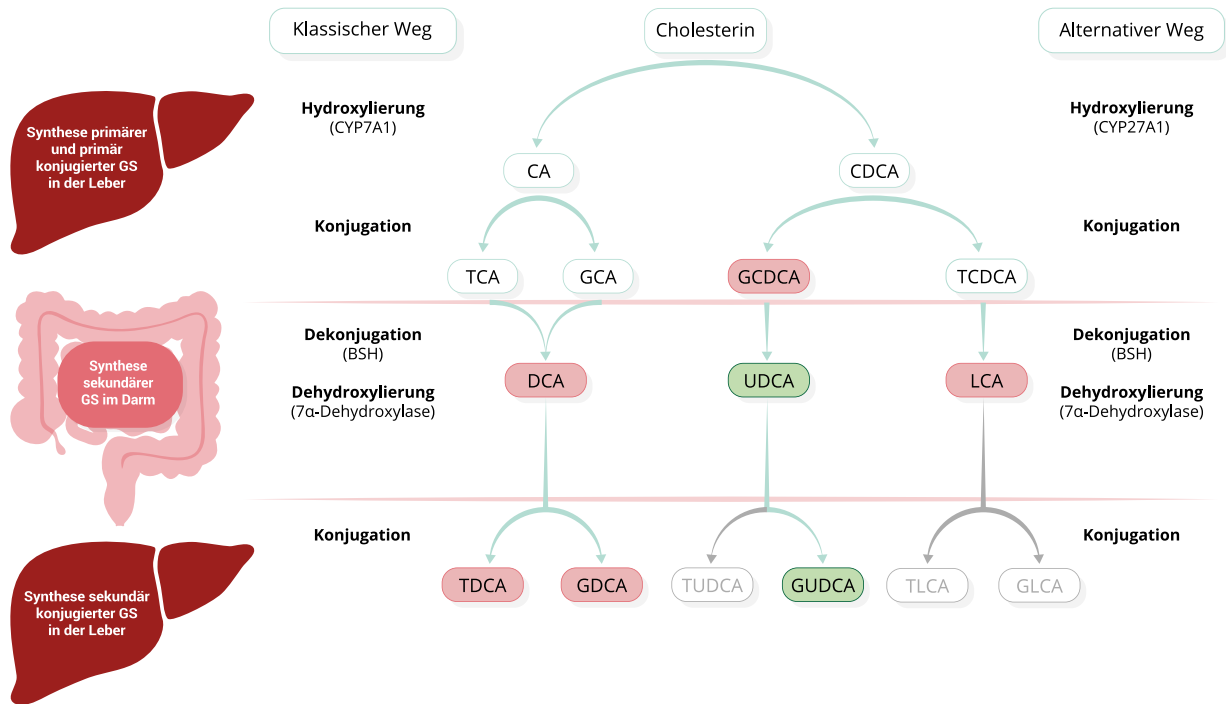 Klassischer Weg
Cholesterin
Alternativer Weg
Synthese primärer
und primär
konjugierter GS
in der Leber
Hydroxylierung
(CYP7A1)
Hydroxylierung
(CYP27A1)
CA
CDCA
Konjugation
Konjugation
TCA
GCA
GCDCA
TCDCA
Synthese
sekundärer
GS im Darm
Dekonjugation
(BSH)
Dekonjugation
(BSH)
DCA
UDCA
LCA
Dehydroxylierung
(7α-Dehydroxylase)
Dehydroxylierung
(7α-Dehydroxylase)
Konjugation
Konjugation
Synthese sekundär
konjugierter GS
in der Leber
TDCA
GDCA
TUDCA
GUDCA
TLCA
GLCA